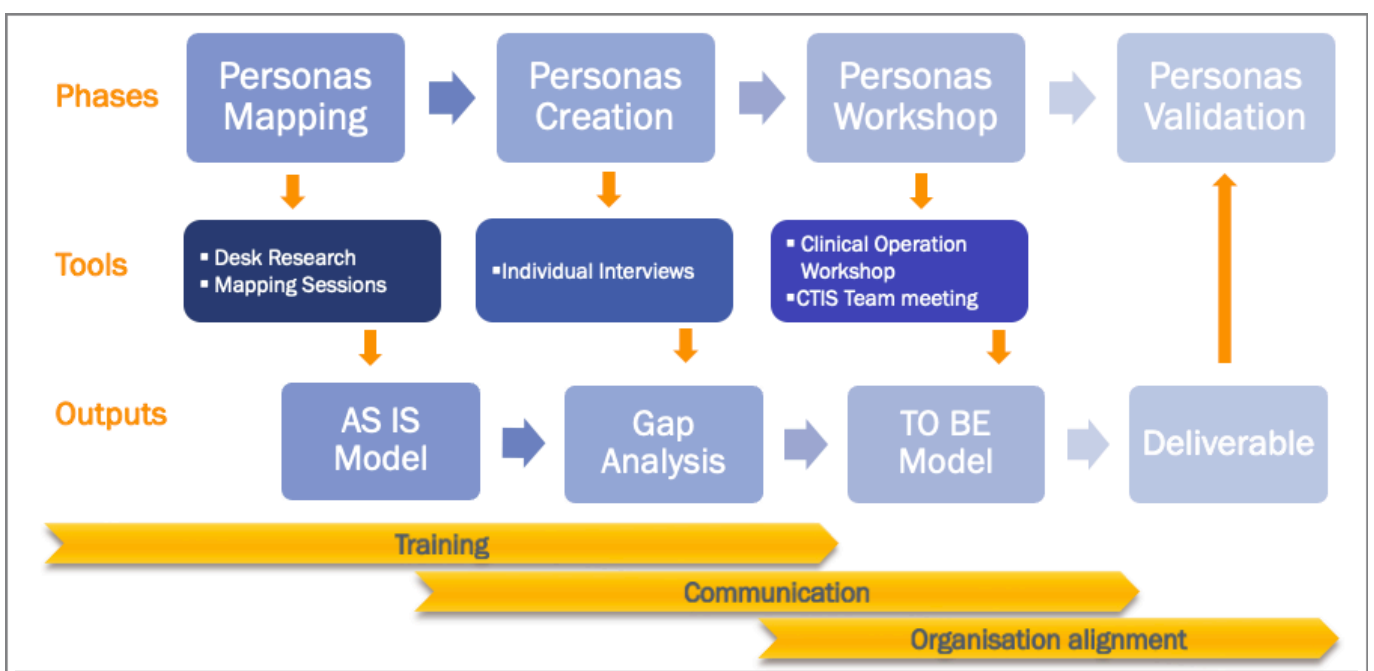 Phases
Personas
Mapping
Personas
Creation
Personas
Workshop
Personas
Validation
Tools
▪ Desk Research
▪ Mapping Sessions
▪Individual Interviews
▪ Clinical Operation
Workshop
▪CTIS Team meeting
Outputs
AS IS
Model
Gap
Analysis
TO BE
Model
Deliverable
Training
Communication
Organisation alignment